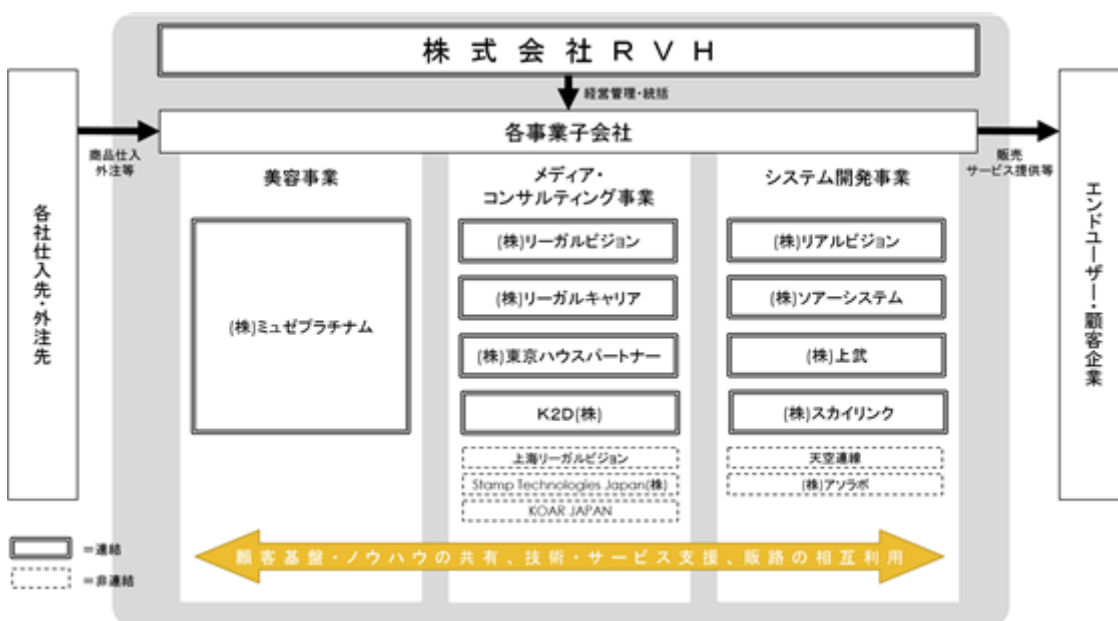 株式会社RVH
経営管理・統括
各事業子会社
商品仕入
外注等
販売
サービス提供等
各社仕入先・外注先
エンドユーザー・顧客企業
美容事業
(株)ミュゼプラチナム
メディア・
コンサルティング事業
(株)リーガルビジョン
(株)リーガルキャリア
(株)東京ハウスパートナー
K2D(株)
上海リーガルビジョン
Stamp Technologies Japan(株)
KOAR JAPAN
システム開発事業
(株)リアルビジョン
(株)ソアーシステム
(株)上武
(株)スカイリンク
天空連線
(株)アソラボ
顧客基盤・ノウハウの共有、技術・サービス支援、販路の相互利用
=連結
=非連結